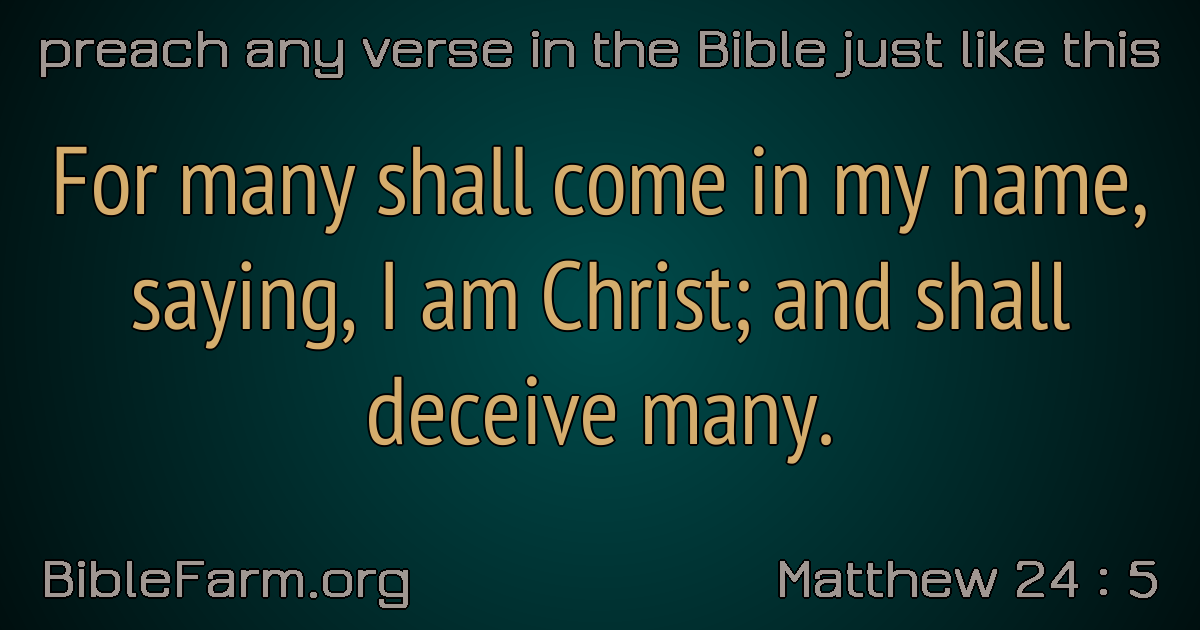 preach any verse in the Bible just like this
For many shall come in my name,
saying, I am Christ; and shall
deceive many.
BibleFarm.org
Matthew 24 : 5